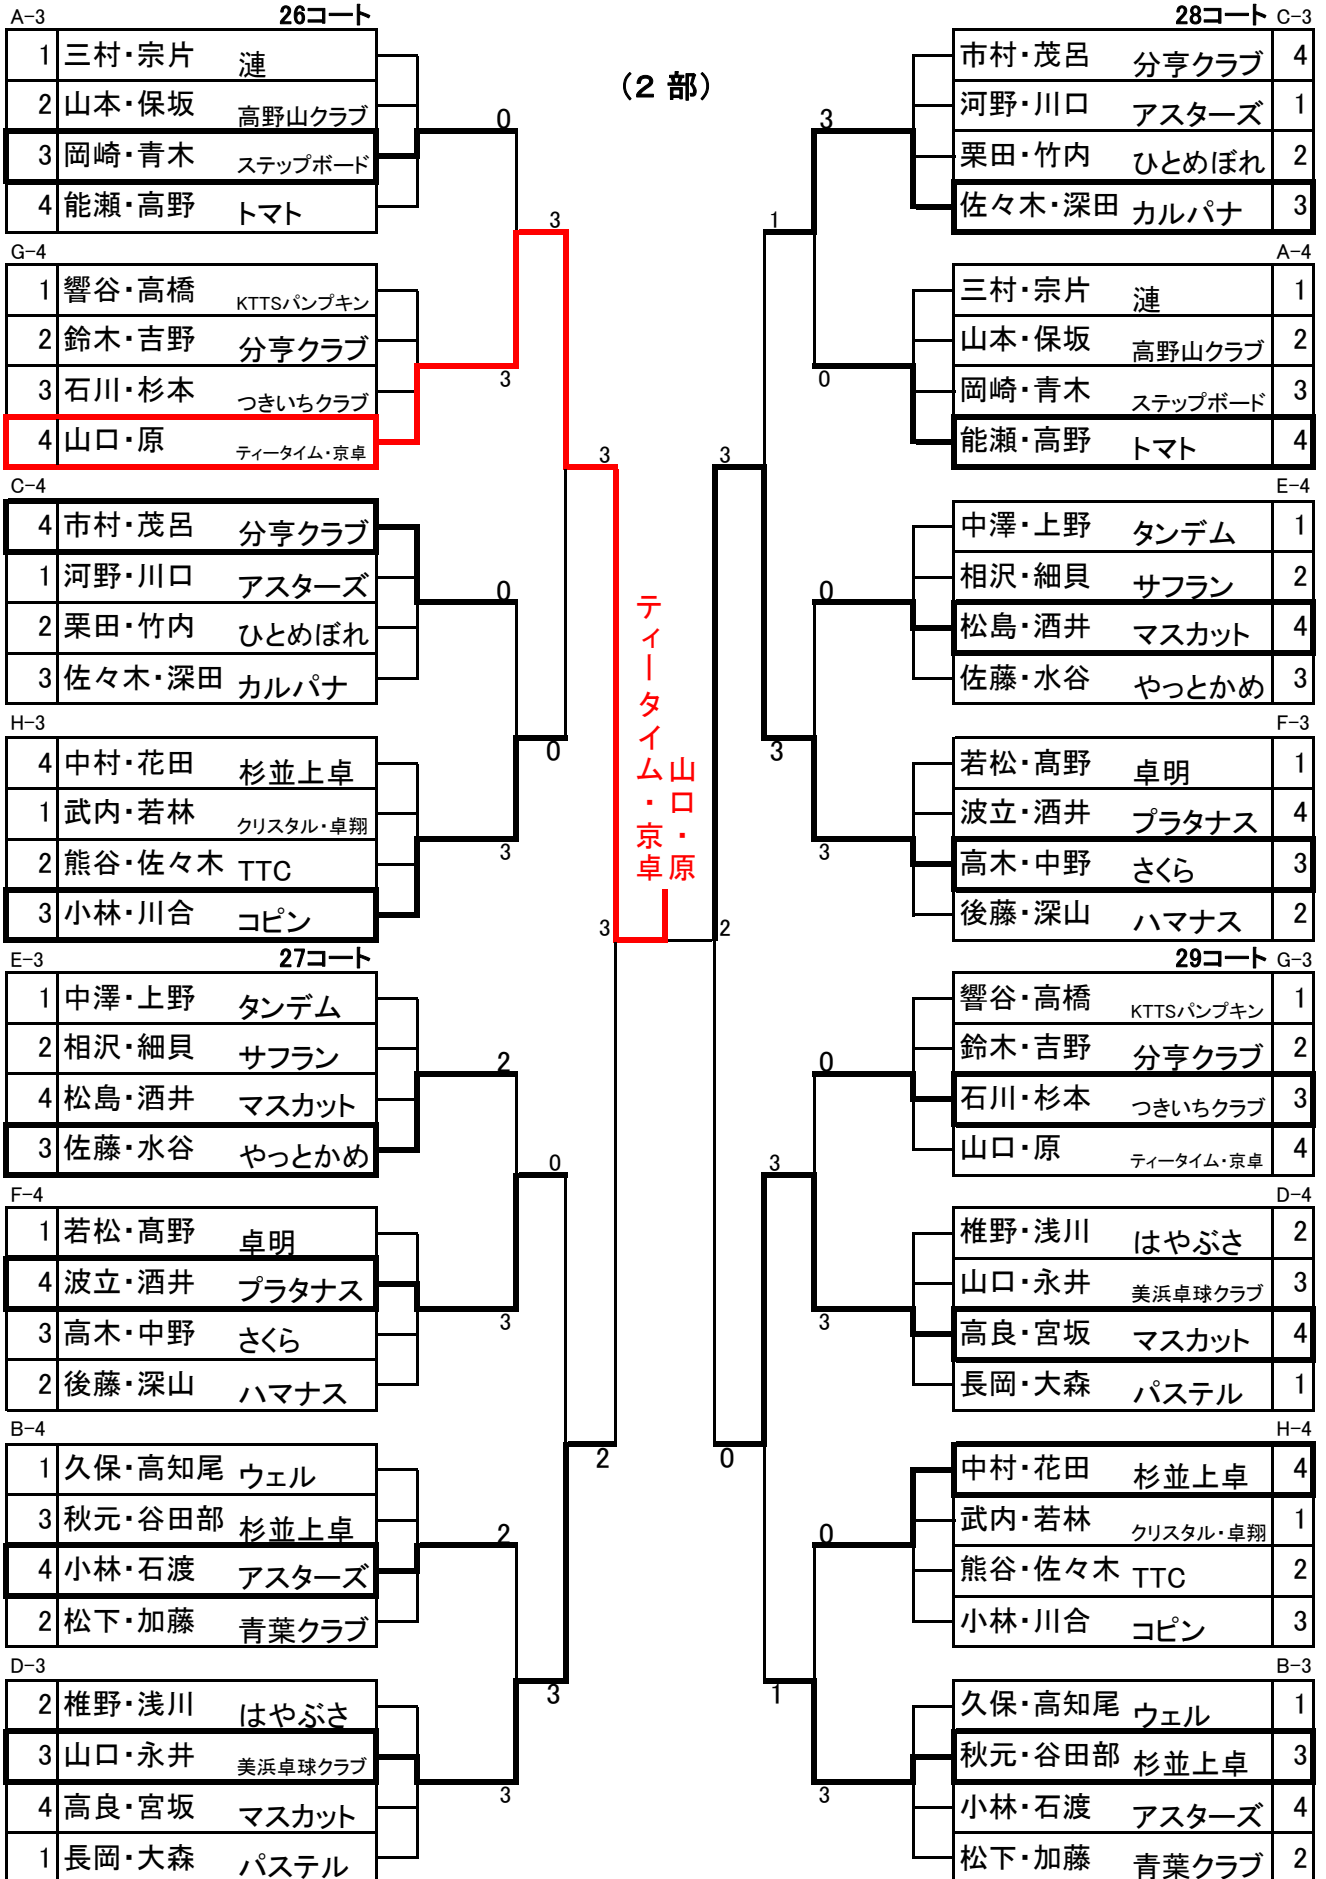 (2 部)
A-3 26コート
1 三村・宗片 漣
2 山本・保坂 高野山クラブ
3 岡崎・青木 ステップボード
4 能瀬・高野 トマト
0
3
G-4
1 響谷・高橋 KTTSパンプキン
2 鈴木・吉野 分亨クラブ
3 石川・杉本 つきいちクラブ
4 山口・原 ティータイム・京卓
3
3
C-4
4 市村・茂呂 分亨クラブ
1 河野・川口 アスターズ
2 栗田・竹内 ひとめぼれ
3 佐々木・深田 カルパナ
0
0
H-3
4 中村・花田 杉並上卓
1 武内・若林 クリスタル・卓翔
2 熊谷・佐々木 TTC
3 小林・川合 コピン
3
3
E-3 27コート
1 中澤・上野 タンデム
2 相沢・細貝 サフラン
4 松島・酒井 マスカット
3 佐藤・水谷 やっとかめ
2
0
F-4
1 若松・髙野 卓明
4 波立・酒井 プラタナス
3 高木・中野 さくら
2 後藤・深山 ハマナス
3
B-4
1 久保・高知尾 ウェル
3 秋元・谷田部 杉並上卓
4 小林・石渡 アスターズ
2 松下・加藤 青葉クラブ
2
2
D-3
2 椎野・浅川 はやぶさ
3 山口・永井 美浜卓球クラブ
4 高良・宮坂 マスカット
1 長岡・大森 パステル
3
3
ティータイム・京卓
山口・原
28コート C-3
市村・茂呂 分亨クラブ 4
河野・川口 アスターズ 1
栗田・竹内 ひとめぼれ 2
佐々木・深田 カルパナ 3
3
1
A-4
三村・宗片 漣 1
山本・保坂 高野山クラブ 2
岡崎・青木 ステップボード 3
能瀬・高野 トマト 4
0
3
E-4
中澤・上野 タンデム 1
相沢・細貝 サフラン 2
松島・酒井 マスカット 4
佐藤・水谷 やっとかめ 3
0
3
F-3
若松・髙野 卓明 1
波立・酒井 プラタナス 4
高木・中野 さくら 3
後藤・深山 ハマナス 2
3
2
29コート G-3
響谷・高橋 KTTSパンプキン 1
鈴木・吉野 分亨クラブ 2
石川・杉本 つきいちクラブ 3
山口・原 ティータイム・京卓 4
0
3
D-4
椎野・浅川 はやぶさ 2
山口・永井 美浜卓球クラブ 3
高良・宮坂 マスカット 4
長岡・大森 パステル 1
3
H-4
中村・花田 杉並上卓 4
武内・若林 クリスタル・卓翔 1
熊谷・佐々木 TTC 2
小林・川合 コピン 3
0
0
B-3
久保・高知尾 ウェル 1
秋元・谷田部 杉並上卓 3
小林・石渡 アスターズ 4
松下・加藤 青葉クラブ 2
1
3